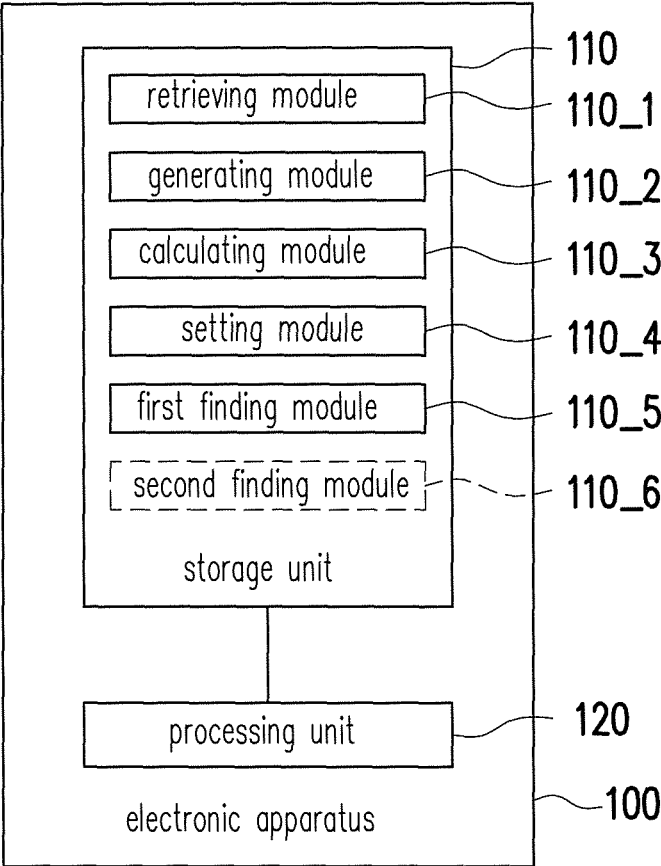 110
retrieving module
110_1
generating module
110_2
calculating module
110_3
setting module
110_4
first finding module
110_5
second finding module
110_6
storage unit
processing unit
120
electronic apparatus
100